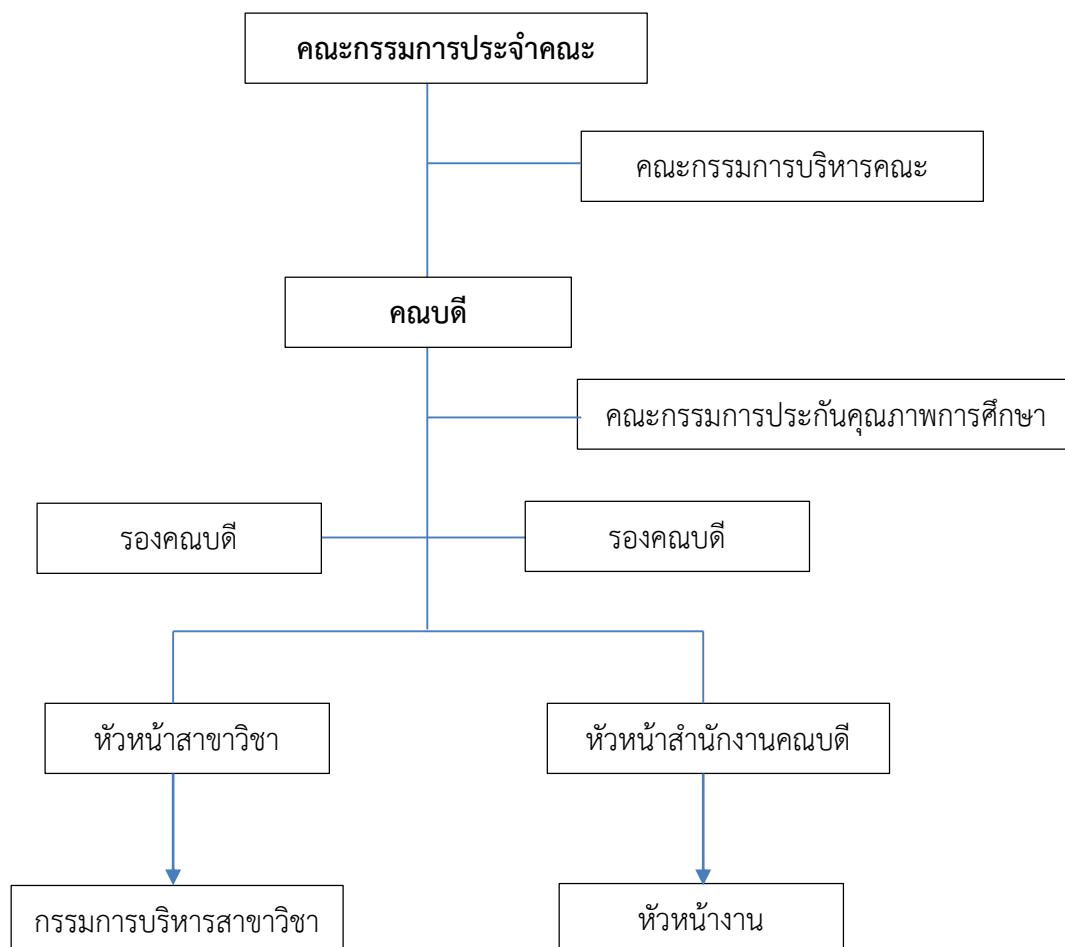 คณะกรรมการประจำคณะ
คณะกรรมการบริหารคณะ
คณบดี
คณะกรรมการประกันคุณภาพการศึกษา
รองคณบดี
รองคณบดี
หัวหน้าสาขาวิชา
หัวหน้าสำนักงานคณบดี
กรรมการบริหารสาขาวิชา
หัวหน้างาน